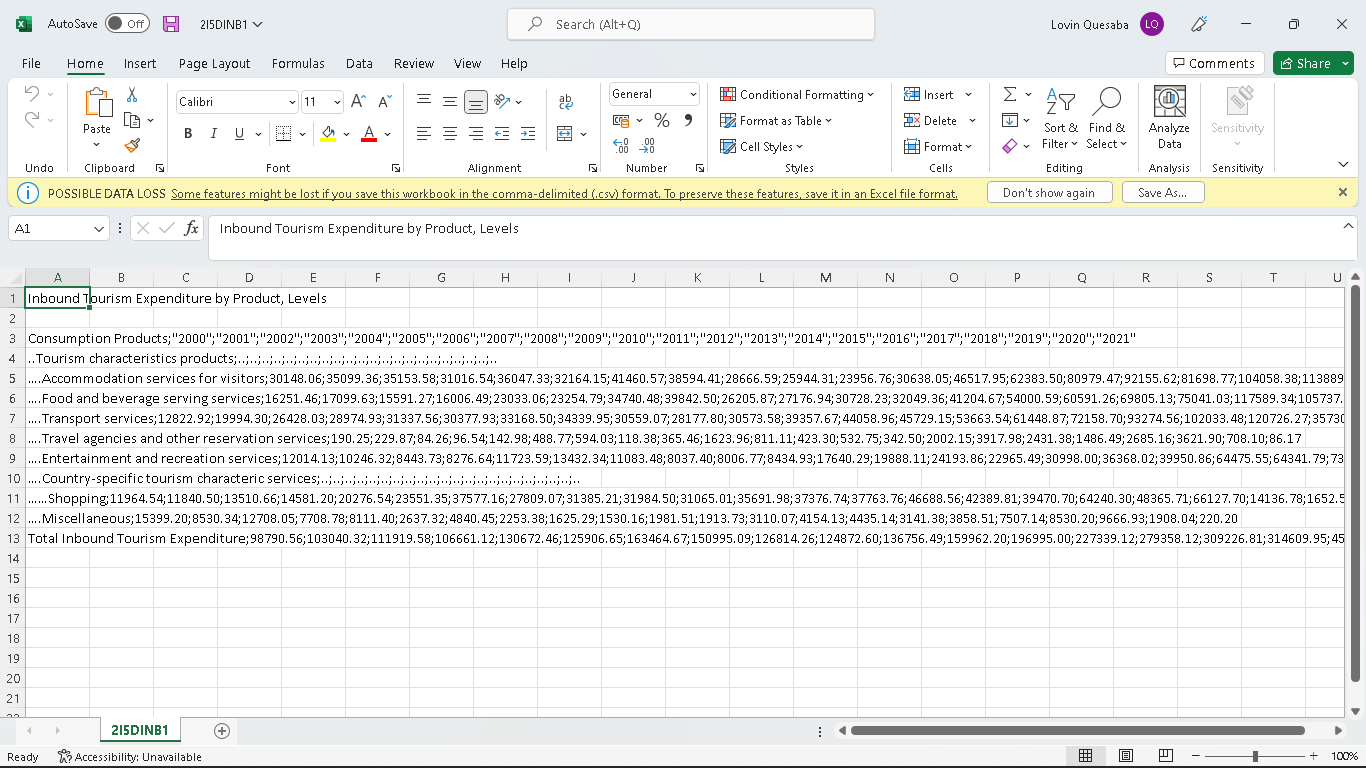 AutoSave Off 2I5DINB1 Search (Alt+Q) Lovin Quesaba LQ
File Home Insert Page Layout Formulas Data Review View Help Comments Share
Paste Calibri 11 General Conditional Formatting Insert Sort & Find & Analyze Sensitivity
B I U A % Format as Table Delete Filter Select Data
Cell Styles Format
Undo Clipboard Font Alignment Number Styles Cells Editing Analysis Sensitivity
POSSIBLE DATA LOSS Some features might be lost if you save this workbook in the comma-delimited (.csv) format. To preserve these features, save it in an Excel file format. Don't show again Save As...
A1 fx Inbound Tourism Expenditure by Product, Levels
A B C D E F G H I J K L M N O P Q R S T U
1 Inbound Tourism Expenditure by Product, Levels
2
3 Consumption Products;"2000";"2001";"2002";"2003";"2004";"2005";"2006";"2007";"2008";"2009";"2010";"2011";"2012";"2013";"2014";"2015";"2016";"2017";"2018";"2019";"2020";"2021"
4 ..Tourism characteristics products;..;..;..;..;..;..;..;..;..;..;..;..;..;..;..;..;..;..;..;..;..;..
5 ....Accommodation services for visitors;30148.06;35099.36;35153.58;31016.54;36047.33;32164.15;41460.57;38594.41;28666.59;25944.31;23956.76;30638.05;46517.95;62383.50;80979.47;92155.62;81698.77;104058.38;113889
6 ....Food and beverage serving services;16251.46;17099.63;15591.27;16006.49;23033.06;23254.79;34740.48;39842.50;26205.87;27176.94;30728.23;32049.36;41204.67;54000.59;60591.26;69805.13;75041.03;117589.34;105737.
7 ....Transport services;12822.92;19994.30;26428.03;28974.93;31337.56;30377.93;33168.50;34339.95;30559.07;28177.80;30573.58;39357.67;44058.96;45729.15;53663.54;61448.87;72158.70;93274.56;102033.48;120726.27;35730
8 ....Travel agencies and other reservation services;190.25;229.87;84.26;96.54;142.98;488.77;594.03;118.38;365.46;1623.96;811.11;423.30;532.75;342.50;2002.15;3917.98;2431.38;1486.49;2685.16;3621.90;708.10;86.17
9 ....Entertainment and recreation services;12014.13;10246.32;8443.73;8276.64;11723.59;13432.34;11083.48;8037.40;8006.77;8434.93;17640.29;19888.11;24193.86;22965.49;30998.00;36368.02;39950.86;64475.55;64341.79;73
10 ....Country-specific tourism characteric services;..;..;..;..;..;..;..;..;..;..;..;..;..;..;..;..;..;..;..;..;..;..
11 ......Shopping;11964.54;11840.50;13510.66;14581.20;20276.54;23551.35;37577.16;27809.07;31385.21;31984.50;31065.01;35691.98;37376.74;37763.76;46688.56;42389.81;39470.70;64240.30;48365.71;66127.70;14136.78;1652.5
12 ....Miscellaneous;15399.20;8530.34;12708.05;7708.78;8111.40;2637.32;4840.45;2253.38;1625.29;1530.16;1981.51;1913.73;3110.07;4154.13;4435.14;3141.38;3858.51;7507.14;8530.20;9666.93;1908.04;220.20
13 Total Inbound Tourism Expenditure;98790.56;103040.32;111919.58;106661.12;130672.46;125906.65;163464.67;150995.09;126814.26;124872.60;136756.49;159962.20;196995.00;227339.12;279358.12;309226.81;314609.95;45
14
15
16
17
18
19
20
21
2I5DINB1
Ready Accessibility: Unavailable 100%